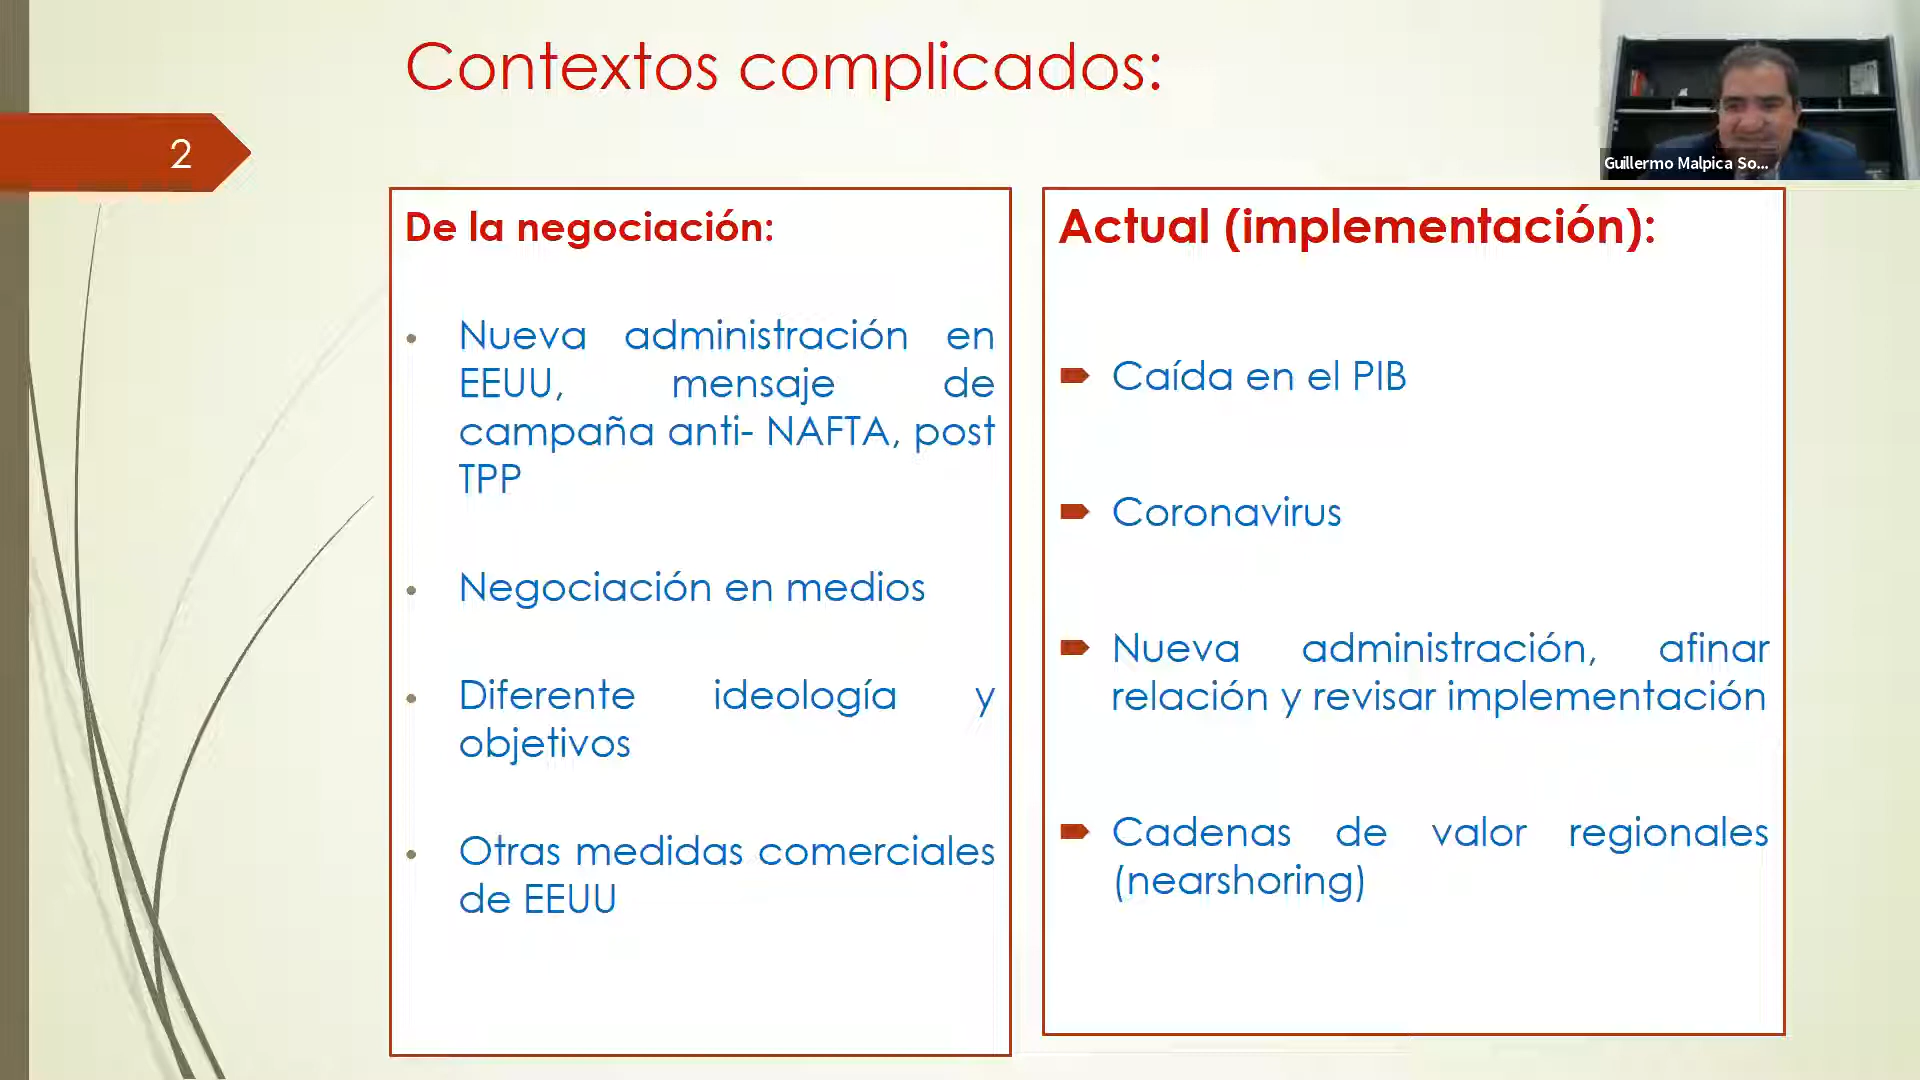 Contextos complicados:
2
Guillermo Malpica So...
De la negociación:
• Nueva administración en
EEUU, mensaje de
campaña anti- NAFTA, post
TPP
• Negociación en medios
• Diferente ideología y
objetivos
• Otras medidas comerciales
de EEUU
Actual (implementación):
Caída en el PIB
Coronavirus
Nueva administración, afinar
relación y revisar implementación
Cadenas de valor regionales
(nearshoring)